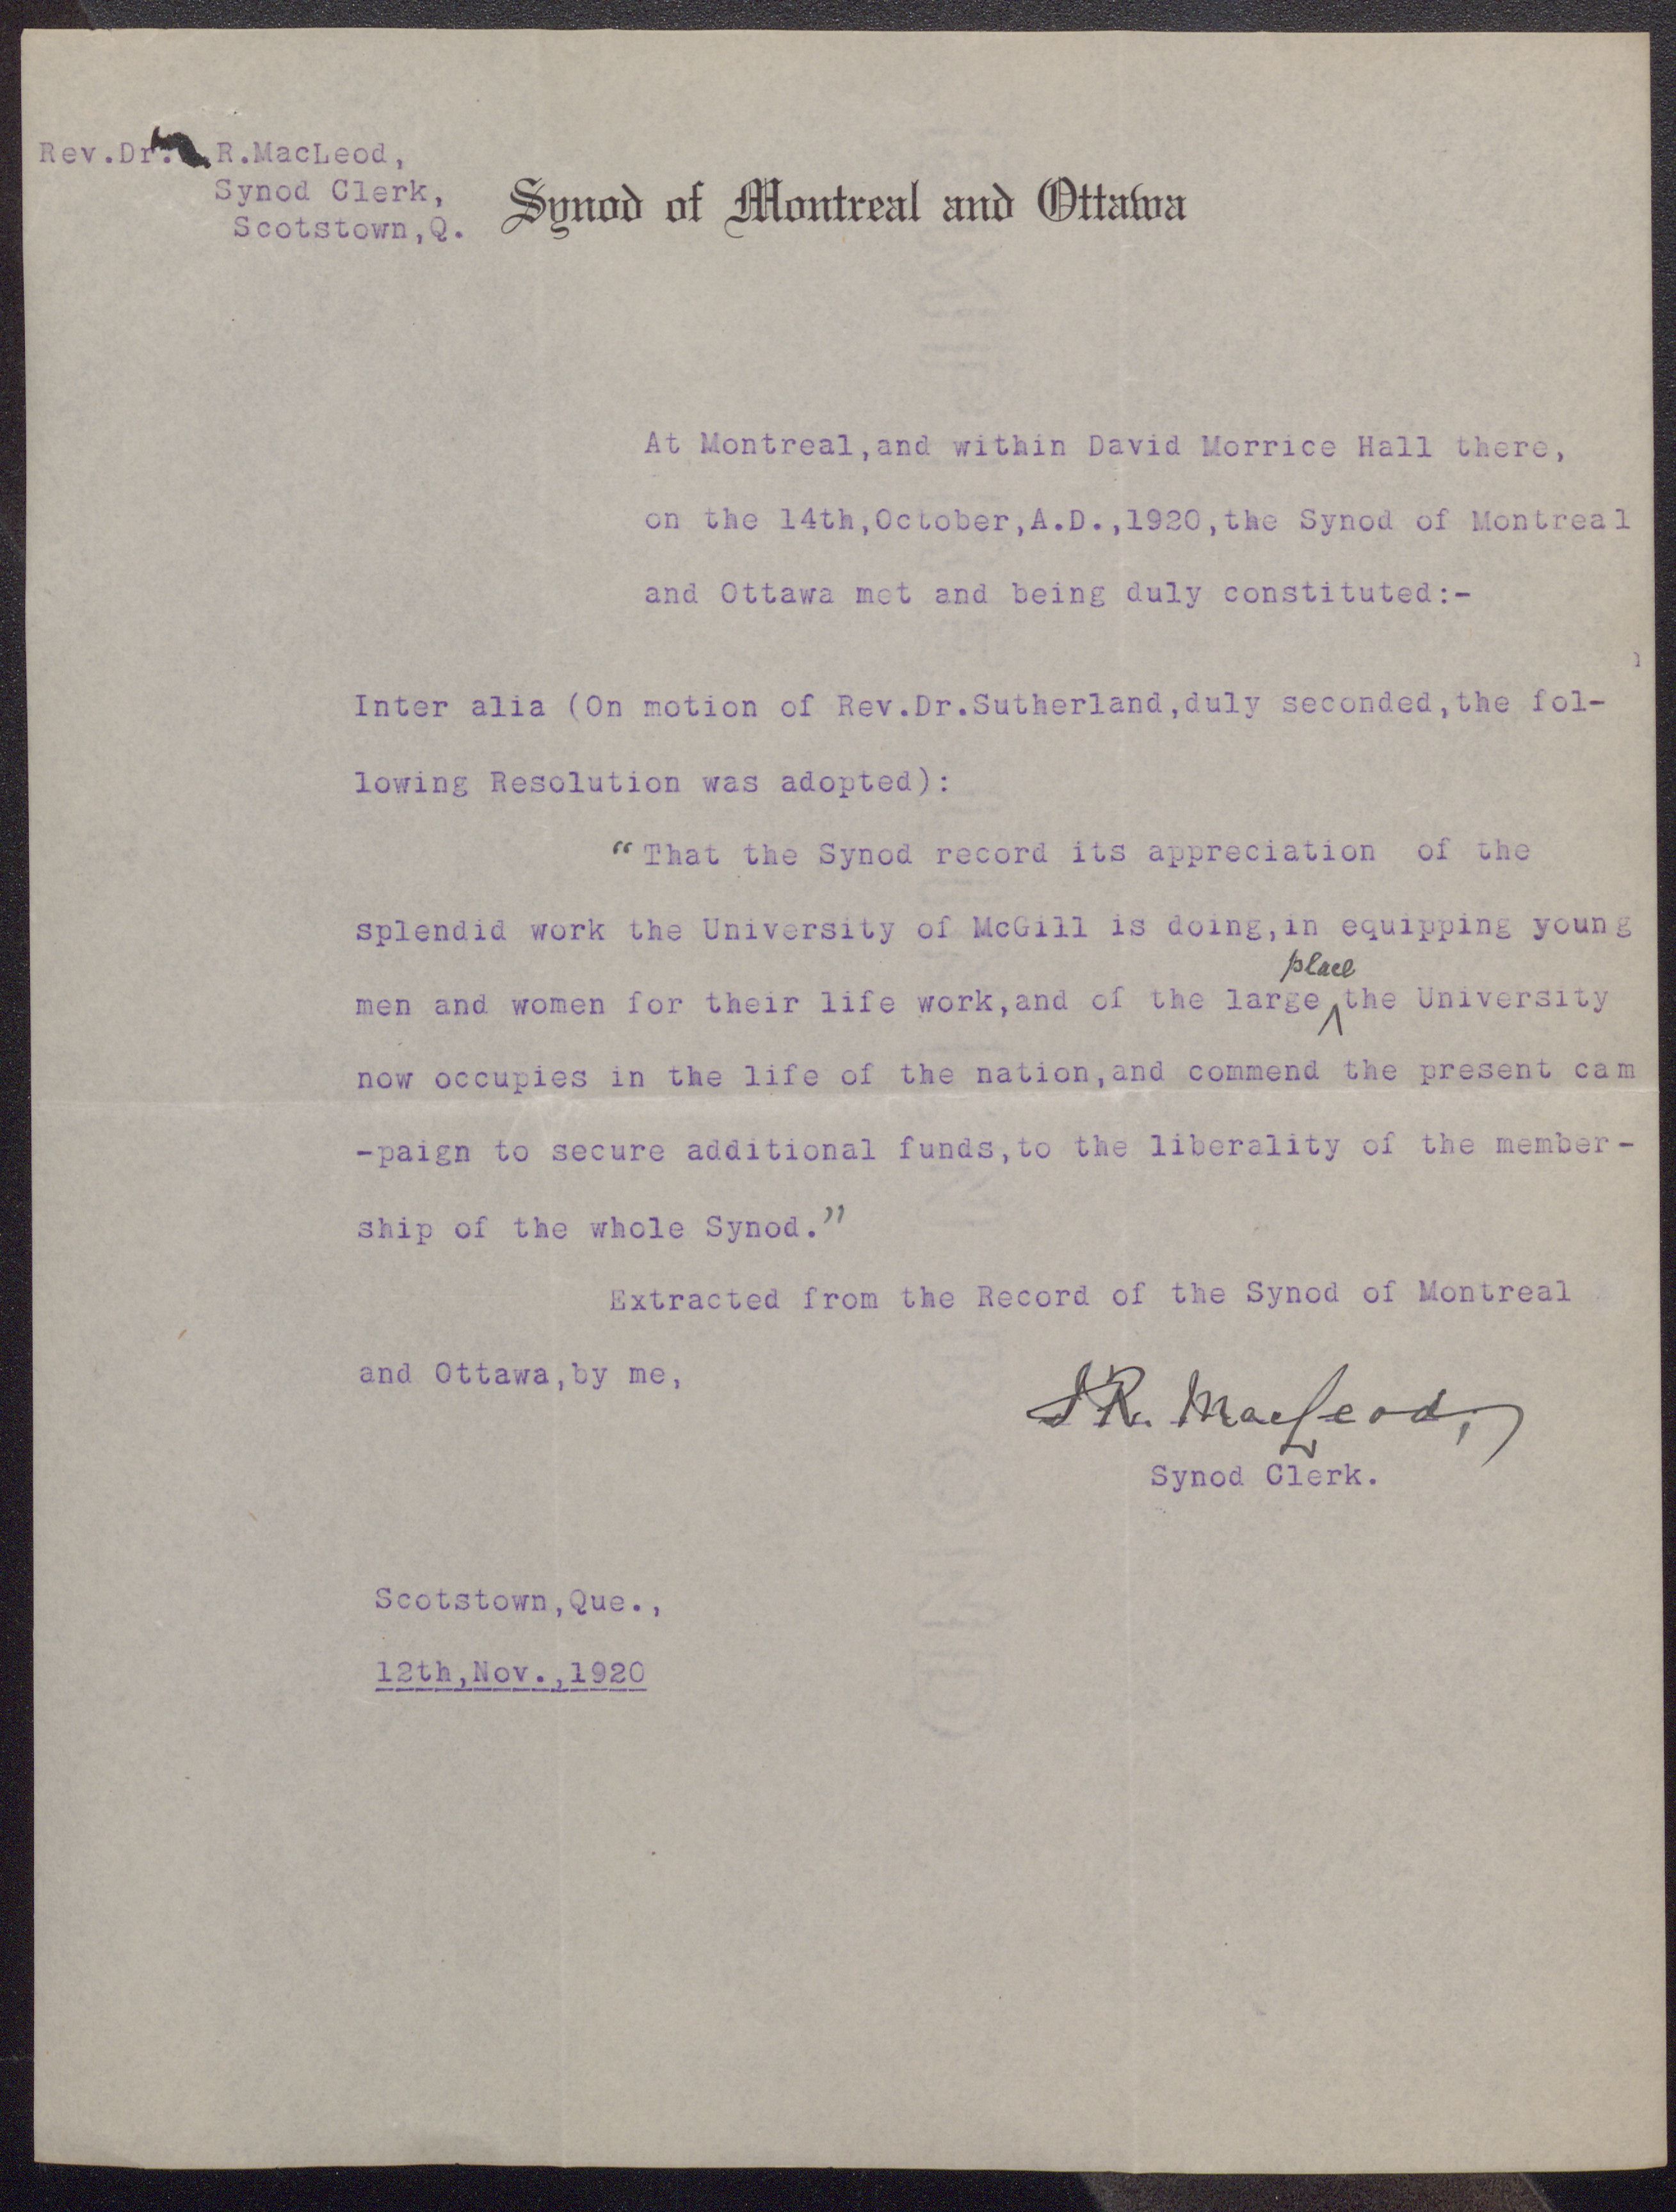 Rev.Dr. R.MacLeod,
Synod Clerk,
Scotstown,Q.
Synod of Montreal and Ottawa
At Montreal,and within David Morrice Hall there,
on the 14th,October,A.D.,1920,the Synod of Montreal
and Ottawa met and being duly constituted:-
Inter alia (On motion of Rev.Dr.Sutherland,duly seconded,the fol-
lowing Resolution was adopted):
"That the Synod record its appreciation of the
splendid work the University of McGill is doing,in equipping young
place
men and women for their life work,and of the large the University
now occupies in the life of the nation,and commend the present cam
-paign to secure additional funds,to the liberality of the member-
ship of the whole Synod."
Extracted from the Record of the Synod of Montreal
and Ottawa,by me,
J R. MacLeod,
Synod Clerk.
Scotstown,Que.,
12th,Nov.,1920